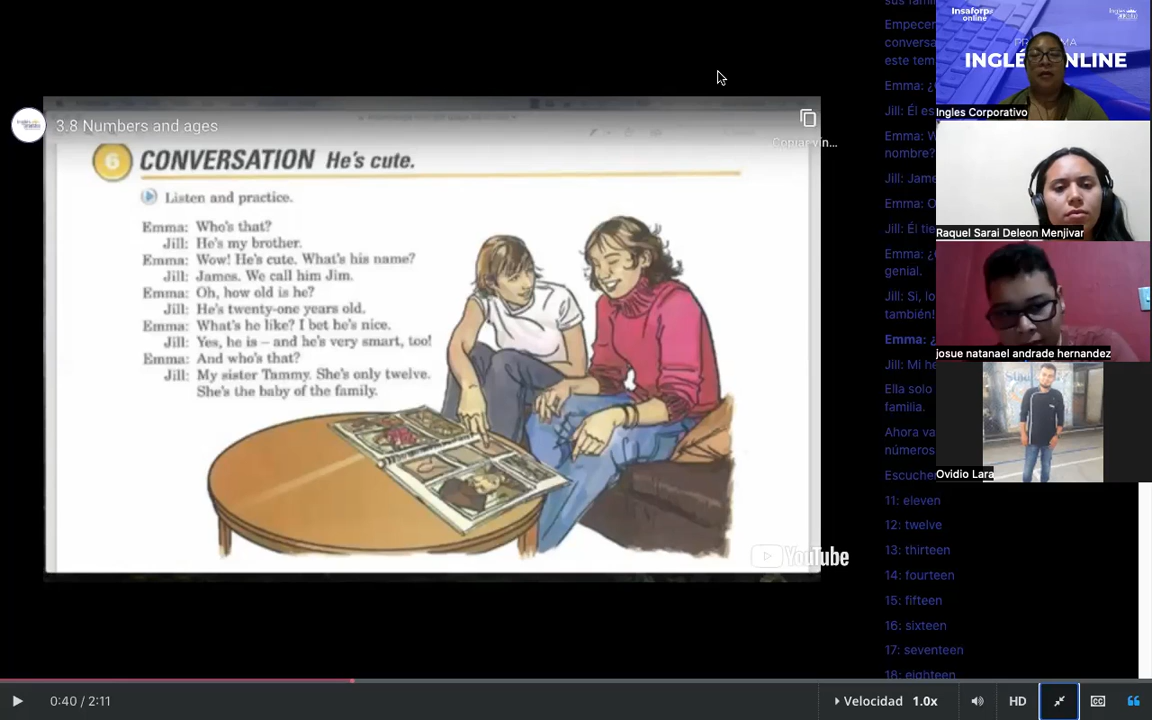 3.8 Numbers and ages
Copiar vín...
6 CONVERSATION He's cute.
Listen and practice.
Emma: Who's that?
Jill: He's my brother.
Emma: Wow! He's cute. What's his name?
Jill: James. We call him Jim.
Emma: Oh, how old is he?
Jill: He's twenty-one years old.
Emma: What's he like? I bet he's nice.
Jill: Yes, he is – and he's very smart, too!
Emma: And who's that?
Jill: My sister Tammy. She's only twelve.
She's the baby of the family.
YouTube
0:40 / 2:11
Velocidad 1.0x
HD
CC
Empecen
conversa
este tem
Emma: ¿
Jill: Él es
Emma: W
nombre?
Jill: Jame
Emma: O
Jill: Él tie
Emma: ¿
genial.
Jill: Si, lo
también!
Emma: ¿
Jill: Mi he
Ella solo
familia.
Ahora va
números
Escuche
11: eleven
12: twelve
13: thirteen
14: fourteen
15: fifteen
16: sixteen
17: seventeen
18: eighteen
Insaforp
online
INGLÉS ONLINE
Ingles Corporativo
Raquel Sarai Deleon Menjivar
josue natanael andrade hernandez
Ovidio Lara